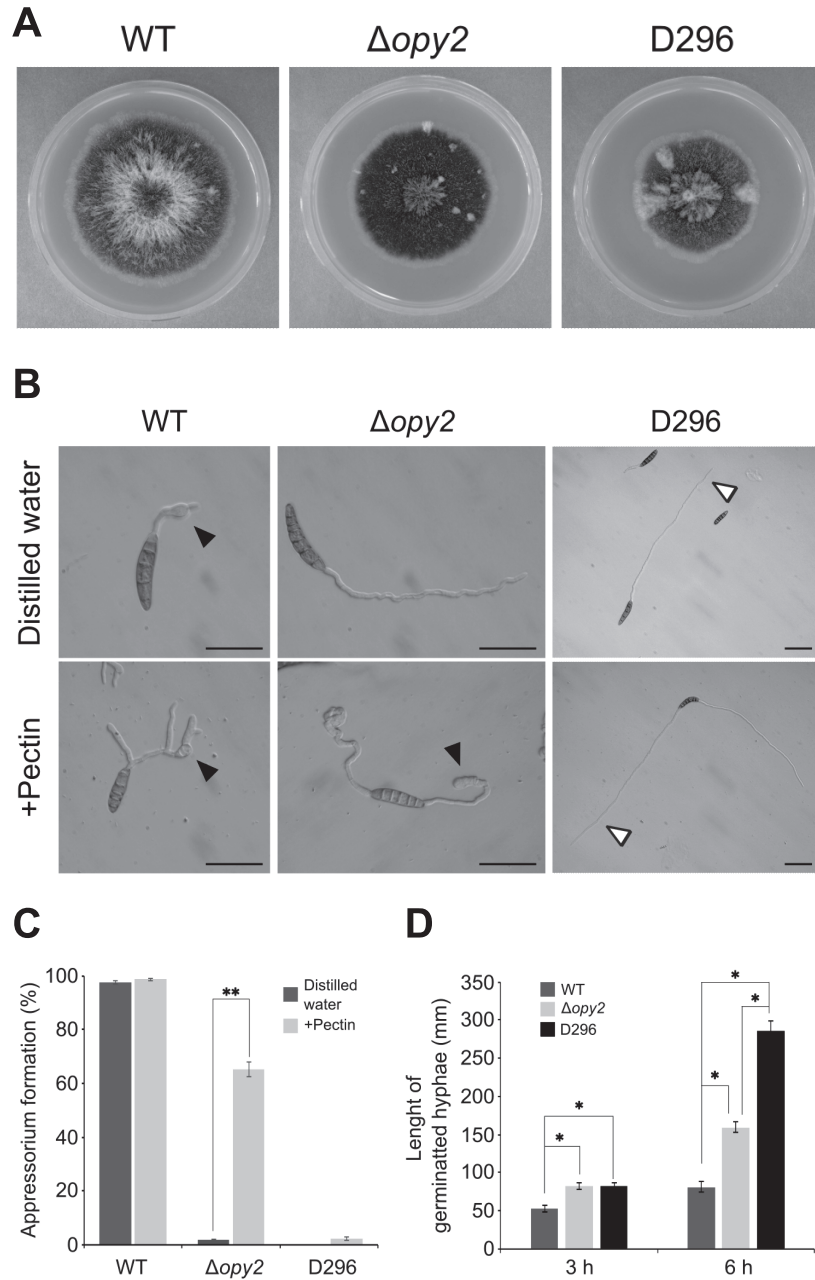 A
WT
Δopy2
D296
B
WT
Δopy2
D296
Distilled water
+Pectin
C
Appressorium formation (%)
100
80
60
40
20
0
**
Distilled
water
+Pectin
WT
Δopy2
D296
D
Lenght of
germinatted hyphae (mm)
350
300
250
200
150
100
50
0
WT
Δopy2
D296
*
*
*
*
*
3 h
6 h